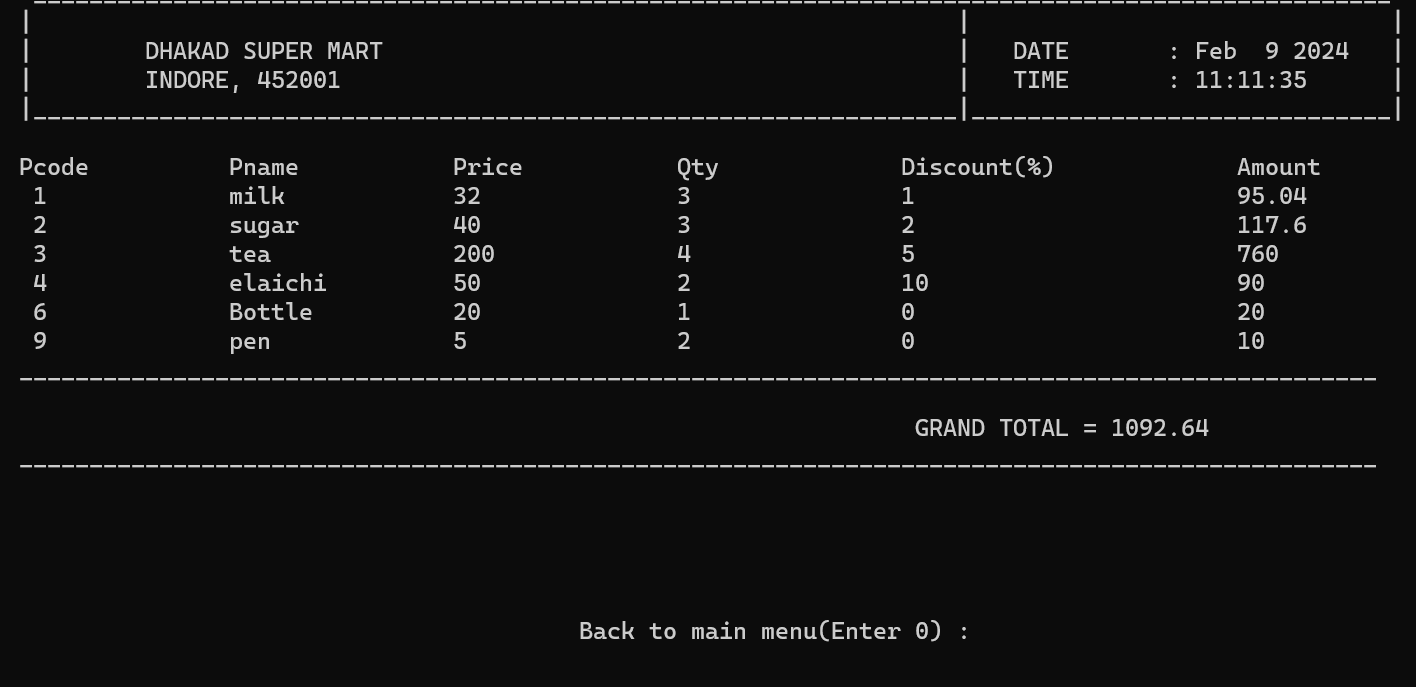 DHAKAD SUPER MART DATE : Feb 9 2024
INDORE, 452001 TIME : 11:11:35
Pcode Pname Price Qty Discount(%) Amount
1 milk 32 3 1 95.04
2 sugar 40 3 2 117.6
3 tea 200 4 5 760
4 elaichi 50 2 10 90
6 Bottle 20 1 0 20
9 pen 5 2 0 10
GRAND TOTAL = 1092.64
Back to main menu(Enter 0) :